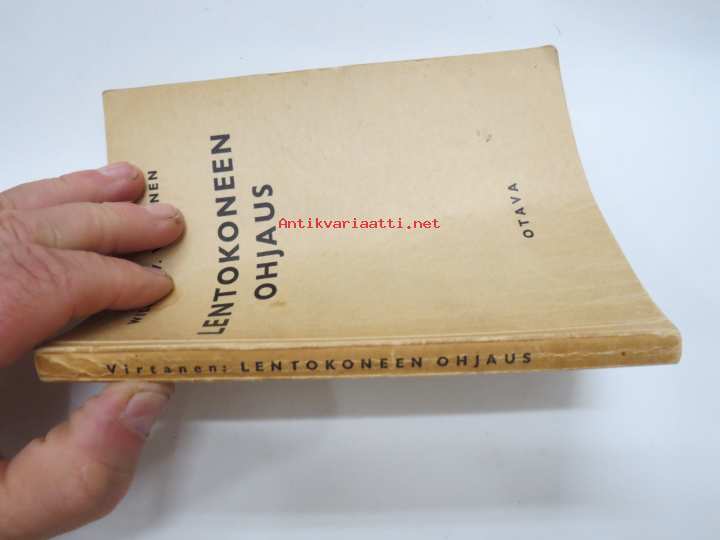 LENTOKONEEN
OHJAUS
OTAVA
Virtanen: LENTOKONEEN OHJAUS
Antikvariaatti.net